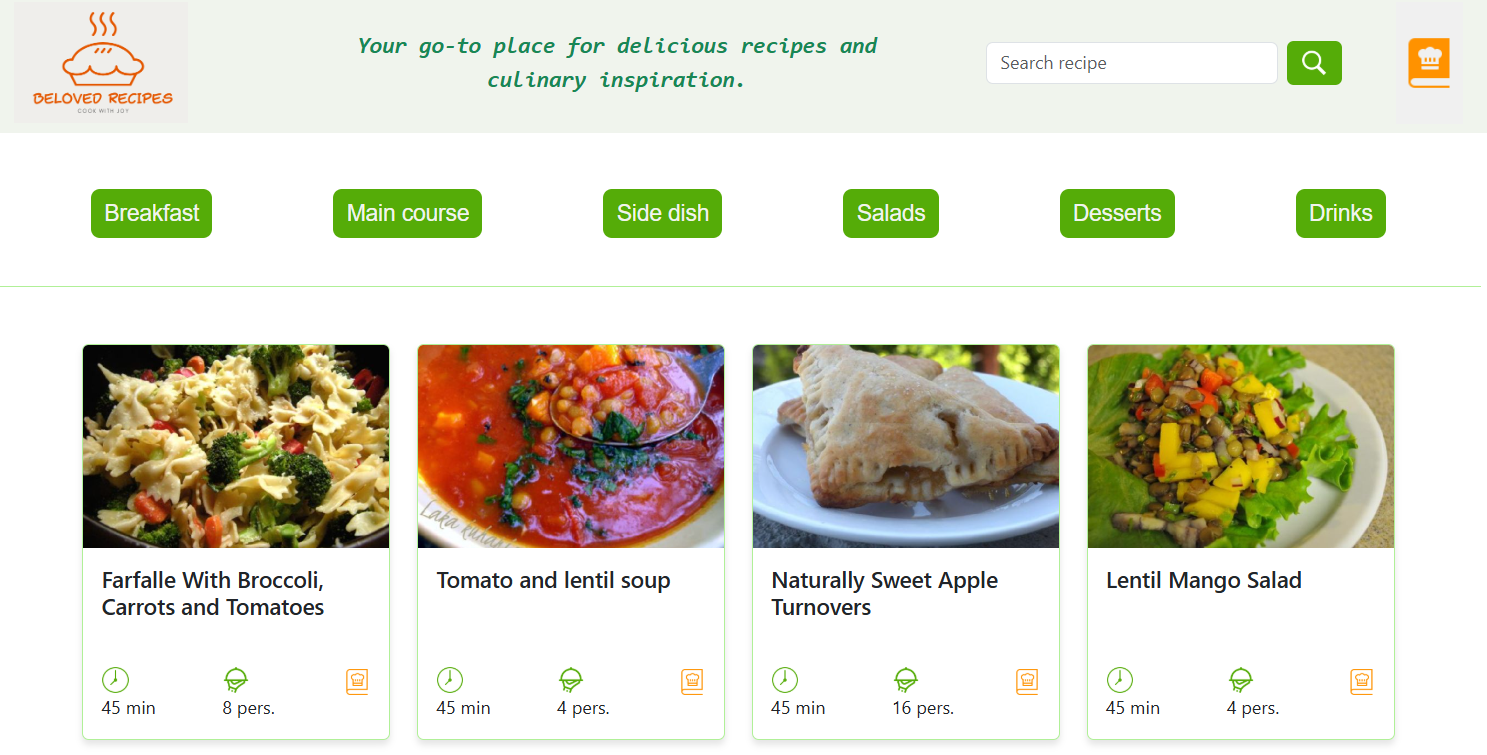 BELOVED RECIPES
COOK WITH JOY
Your go-to place for delicious recipes and
culinary inspiration.
Search recipe
Breakfast
Main course
Side dish
Salads
Desserts
Drinks
Farfalle With Broccoli,
Carrots and Tomatoes
45 min
8 pers.
Tomato and lentil soup
45 min
4 pers.
Naturally Sweet Apple
Turnovers
45 min
16 pers.
Lentil Mango Salad
45 min
4 pers.